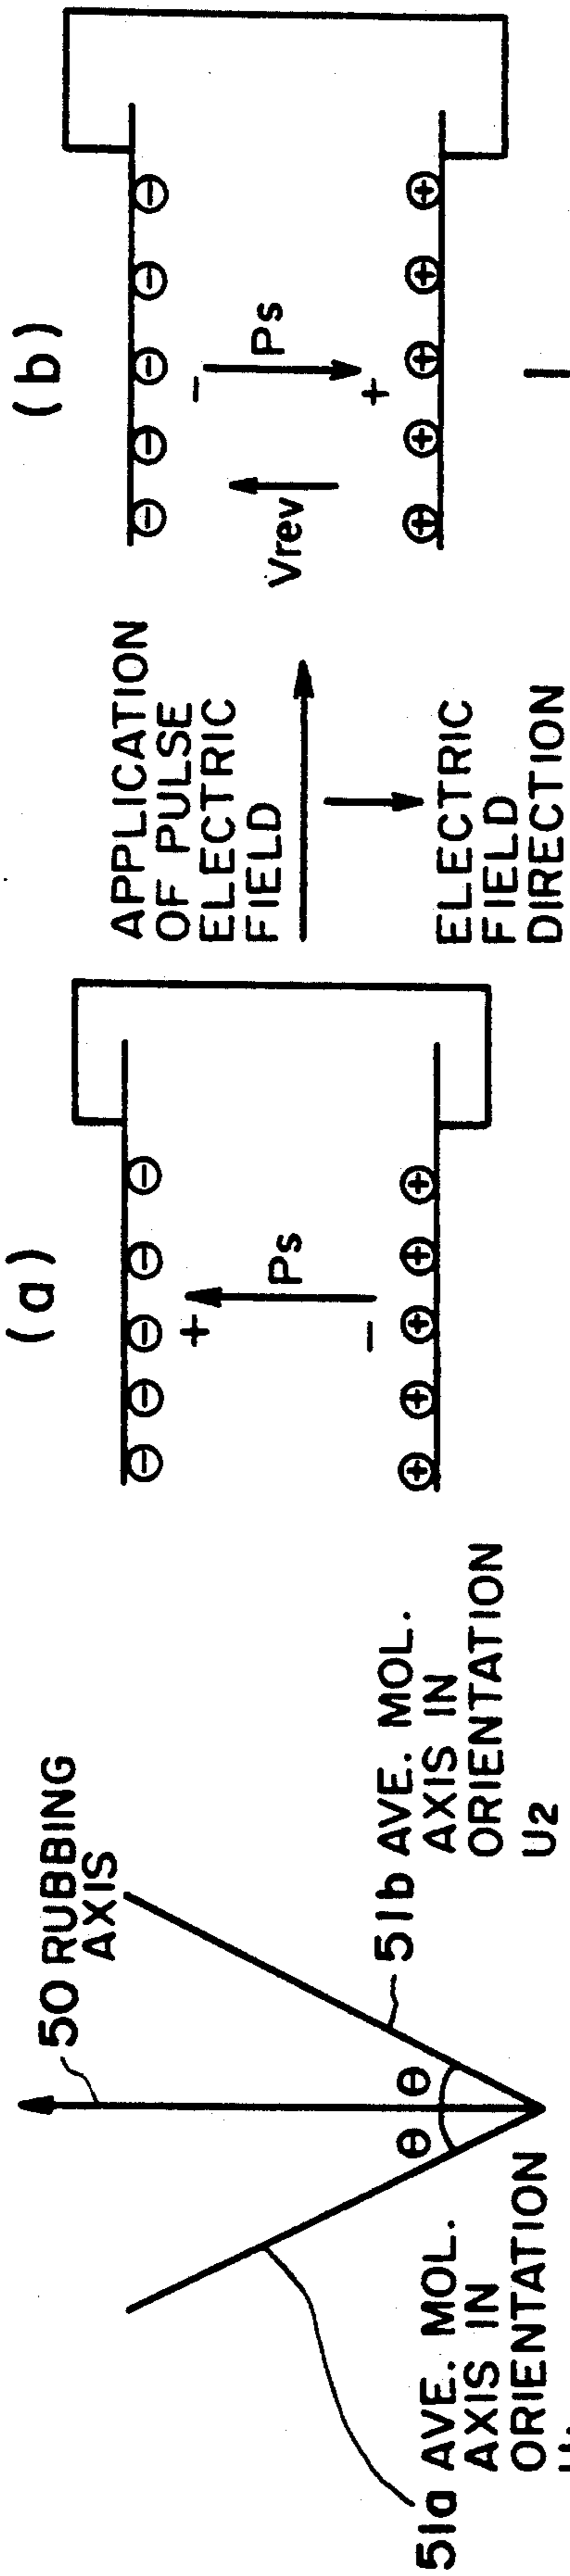 50 RUBBING
AXIS
θ θ
51a AVE. MOL.
AXIS IN
ORIENTATION
51b AVE. MOL.
AXIS IN
ORIENTATION
U2
(a)
⊖ ⊖ ⊖ ⊖ ⊖
+
Ps
−
⊕ ⊕ ⊕ ⊕ ⊕
APPLICATION
OF PULSE
ELECTRIC
FIELD
ELECTRIC
FIELD
DIRECTION
(b)
⊖ ⊖ ⊖ ⊖ ⊖
−
Vrev Ps
+
⊕ ⊕ ⊕ ⊕ ⊕